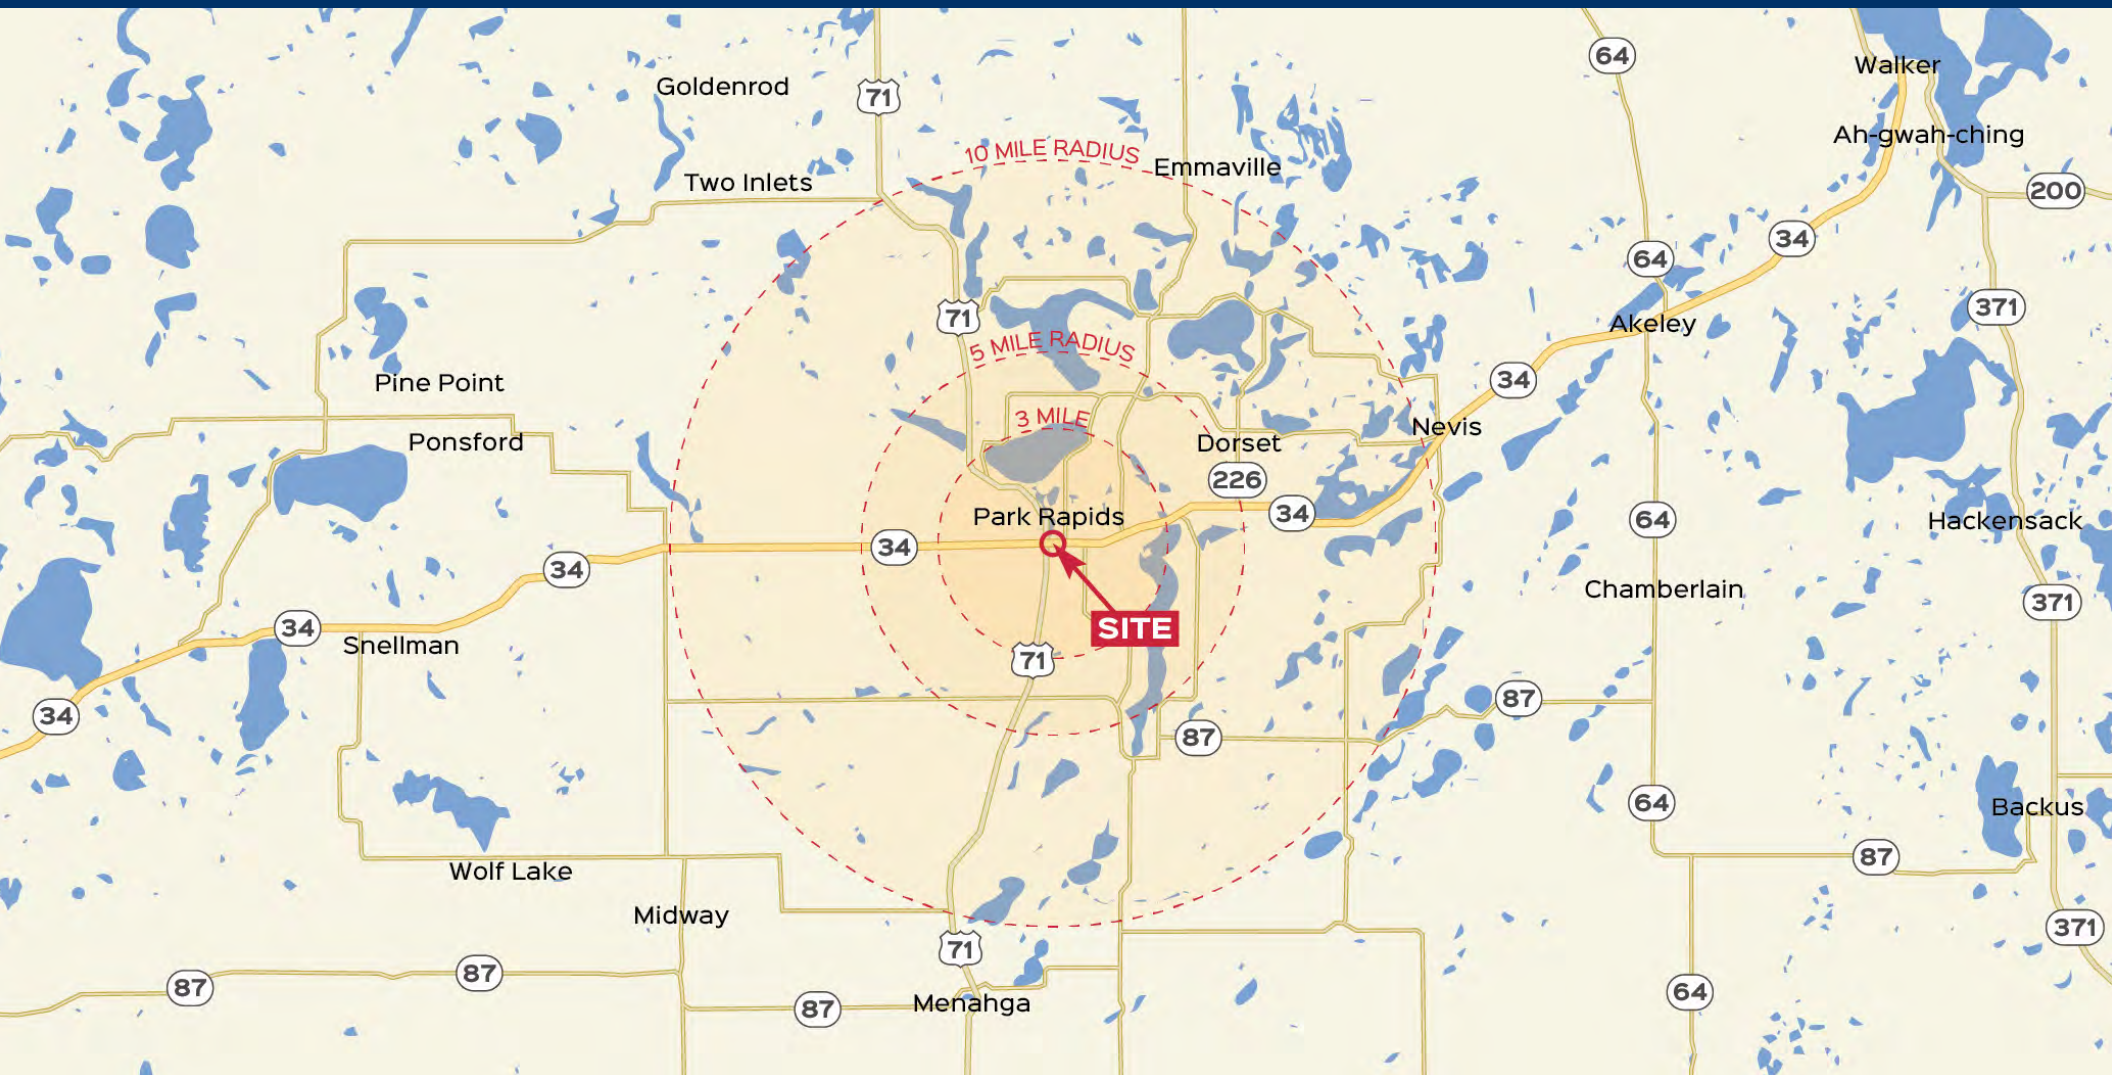 64
Walker
Goldenrod
71
Ah-gwah-ching
10 MILE RADIUS
Emmaville
Two Inlets
200
34
64
371
71
Akeley
5 MILE RADIUS
34
Pine Point
3 MILE
Nevis
Ponsford
Dorset
226
34
Park Rapids
64
Hackensack
34
34
Chamberlain
371
34
SITE
Snellman
71
87
34
87
64
Backus
87
Wolf Lake
Midway
371
71
87
87
64
Menahga
87